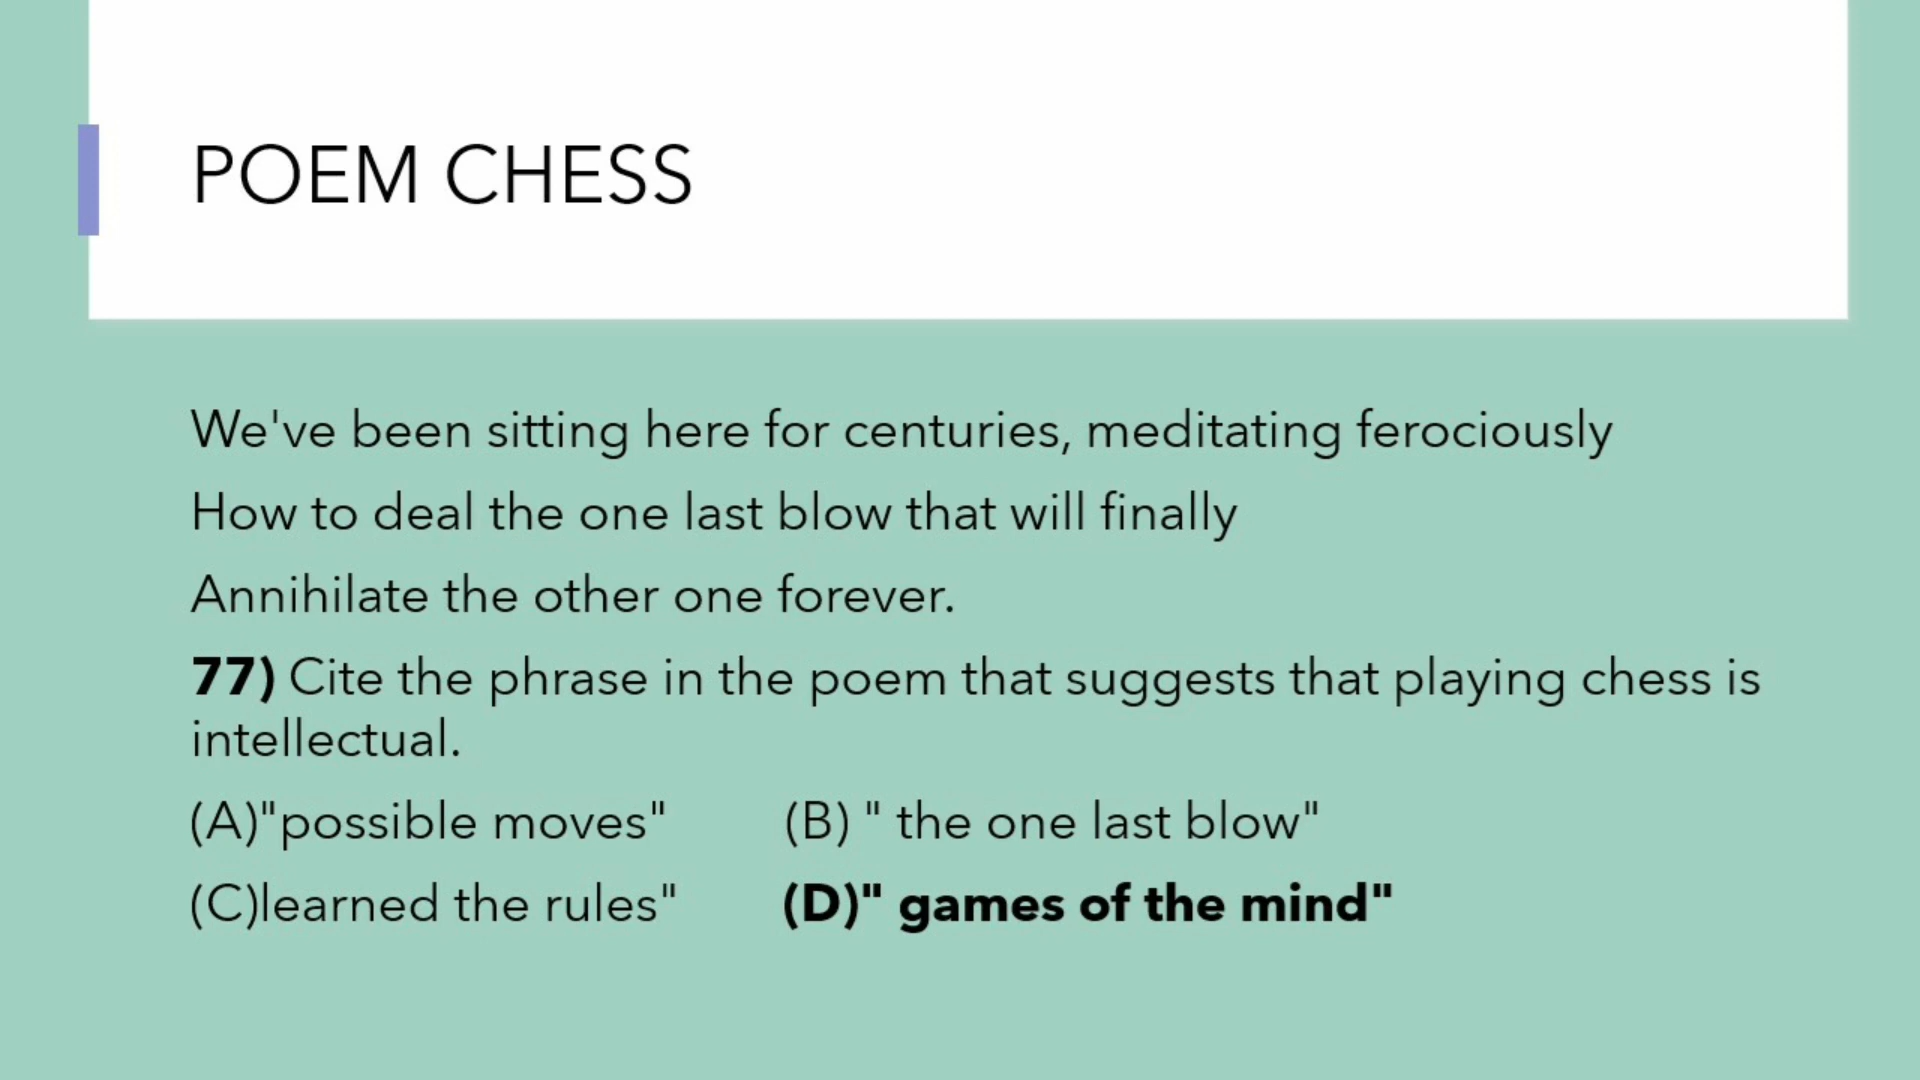 POEM CHESS
We've been sitting here for centuries, meditating ferociously
How to deal the one last blow that will finally
Annihilate the other one forever.
77) Cite the phrase in the poem that suggests that playing chess is
intellectual.
(A)"possible moves" (B) " the one last blow"
(C)learned the rules" (D)" games of the mind"